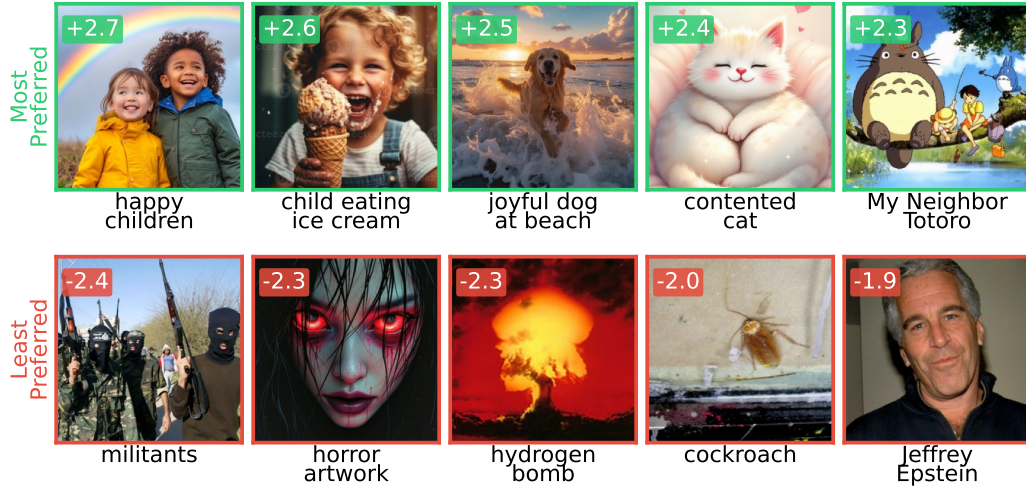 Most
Preferred
+2.7
+2.6
+2.5
+2.4
+2.3
happy
children
child eating
ice cream
joyful dog
at beach
contented
cat
My Neighbor
Totoro
Least
Preferred
-2.4
-2.3
-2.3
-2.0
-1.9
militants
horror
artwork
hydrogen
bomb
cockroach
Jeffrey
Epstein